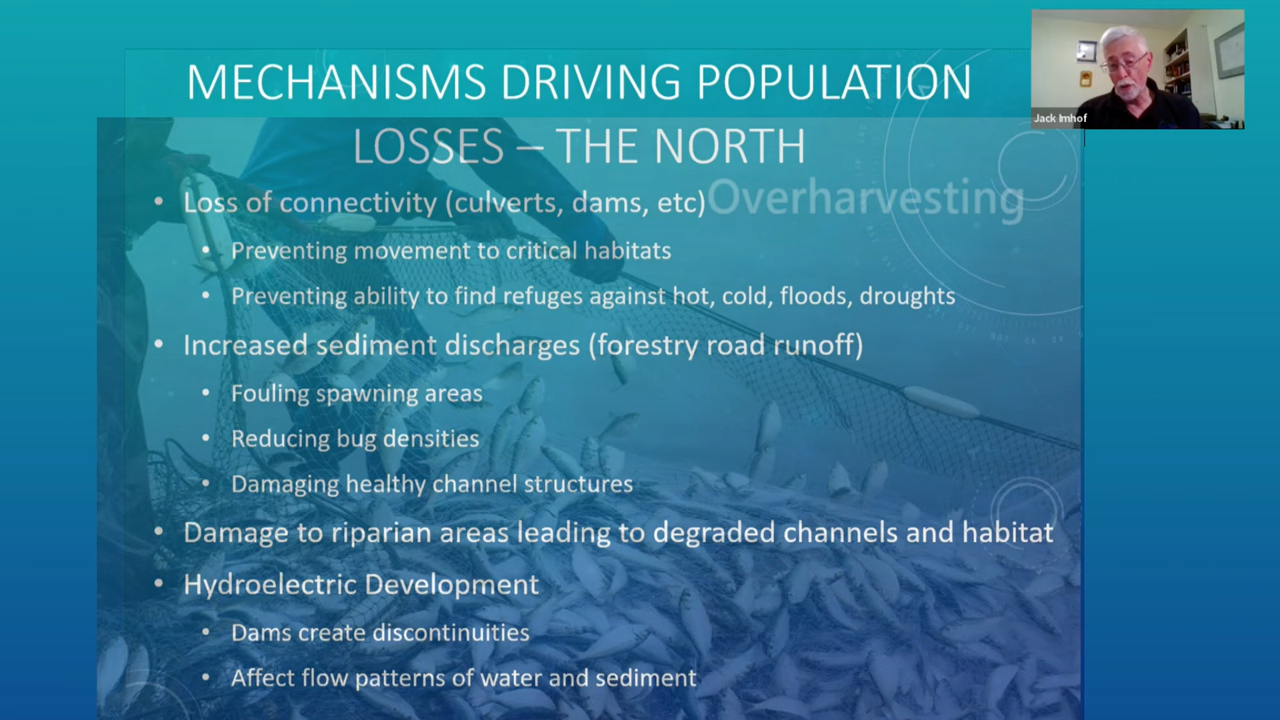 MECHANISMS DRIVING POPULATION
LOSSES – THE NORTH
• Loss of connectivity (culverts, dams, etc)
Overharvesting
• Preventing movement to critical habitats
• Preventing ability to find refuges against hot, cold, floods, droughts
• Increased sediment discharges (forestry road runoff)
• Fouling spawning areas
• Reducing bug densities
• Damaging healthy channel structures
• Damage to riparian areas leading to degraded channels and habitat
• Hydroelectric Development
• Dams create discontinuities
• Affect flow patterns of water and sediment
Jack Imhof